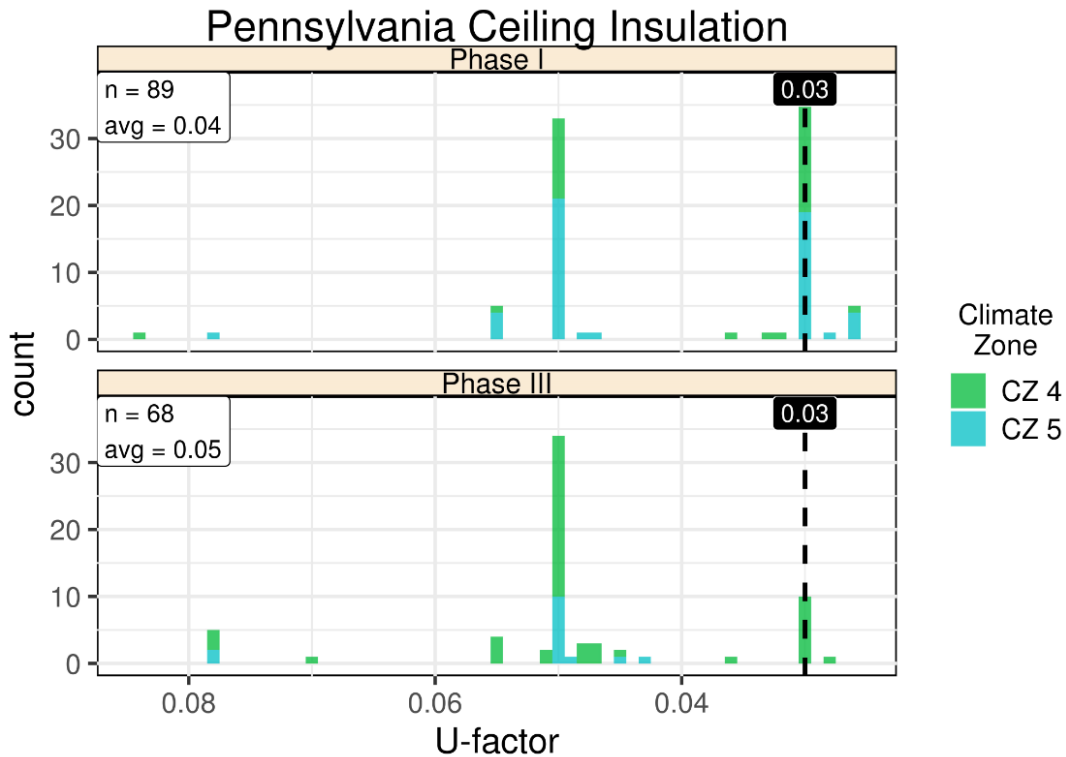 Pennsylvania Ceiling Insulation
Phase I
n = 89
avg = 0.04
0.03
30
20
10
0
Phase III
n = 68
avg = 0.05
0.03
30
20
10
0
count
0.08
0.06
0.04
U-factor
Climate
Zone
CZ 4
CZ 5